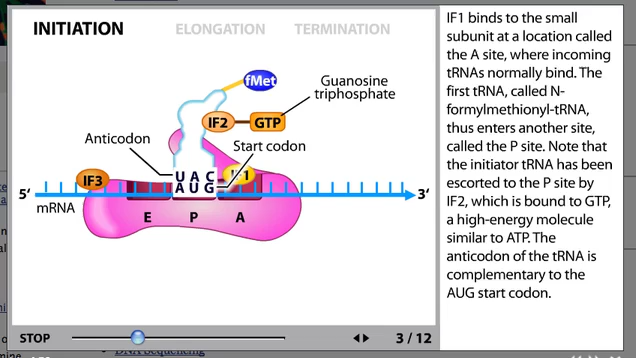 INITIATION ELONGATION TERMINATION
fMet
Guanosine
triphosphate
IF2 GTP
Anticodon
Start codon
UAC
IF3 IF1
AUG
5′ 3′
mRNA
E P A
STOP 3 / 12
IF1 binds to the small
subunit at a location called
the A site, where incoming
tRNAs normally bind. The
first tRNA, called N-
formylmethionyl-tRNA,
thus enters another site,
called the P site. Note that
the initiator tRNA has been
escorted to the P site by
IF2, which is bound to GTP,
a high-energy molecule
similar to ATP. The
anticodon of the tRNA is
complementary to the
AUG start codon.
DNA Sequencing